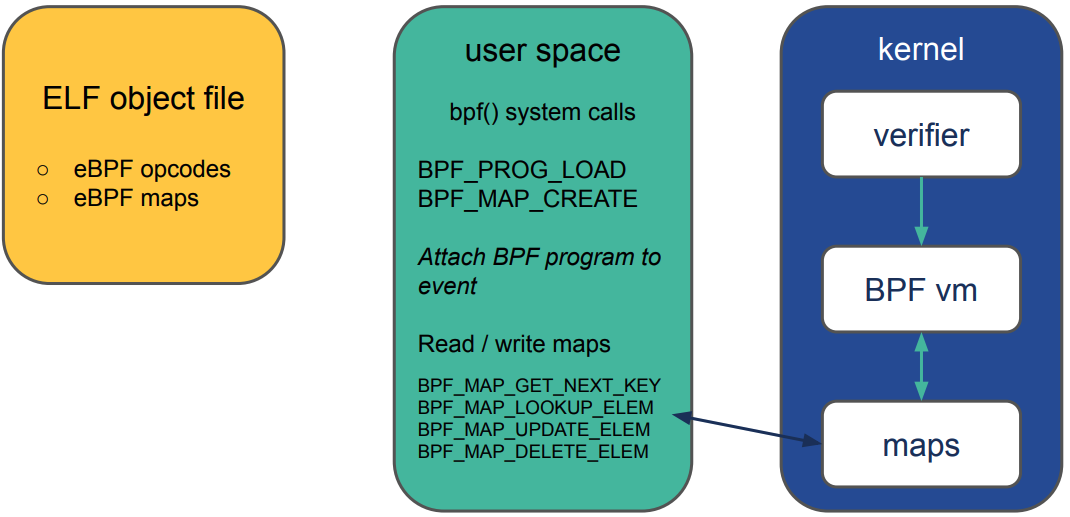 ELF object file
○ eBPF opcodes
○ eBPF maps
user space
bpf() system calls
BPF_PROG_LOAD
BPF_MAP_CREATE
Attach BPF program to
event
Read / write maps
BPF_MAP_GET_NEXT_KEY
BPF_MAP_LOOKUP_ELEM
BPF_MAP_UPDATE_ELEM
BPF_MAP_DELETE_ELEM
kernel
verifier
BPF vm
maps